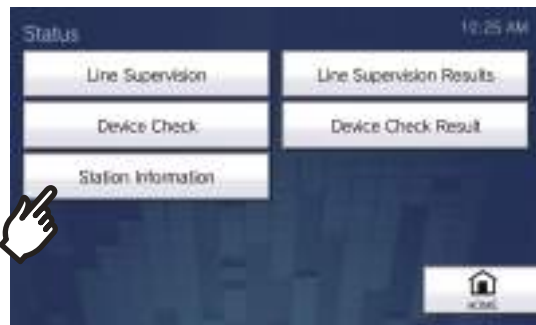 Status
10:25 AM
Line Supervision
Line Supervision Results
Device Check
Device Check Result
Station Information
HOME